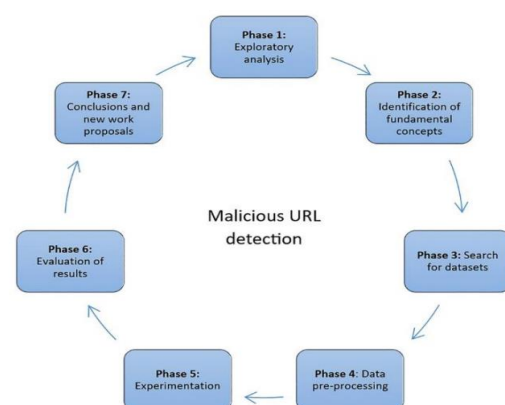 Phase 1:
Exploratory
analysis
Phase 2:
Identification of
fundamental
concepts
Phase 3: Search
for datasets
Phase 4: Data
pre-processing
Phase 5:
Experimentation
Phase 6:
Evaluation of
results
Phase 7:
Conclusions and
new work
proposals
Malicious URL
detection